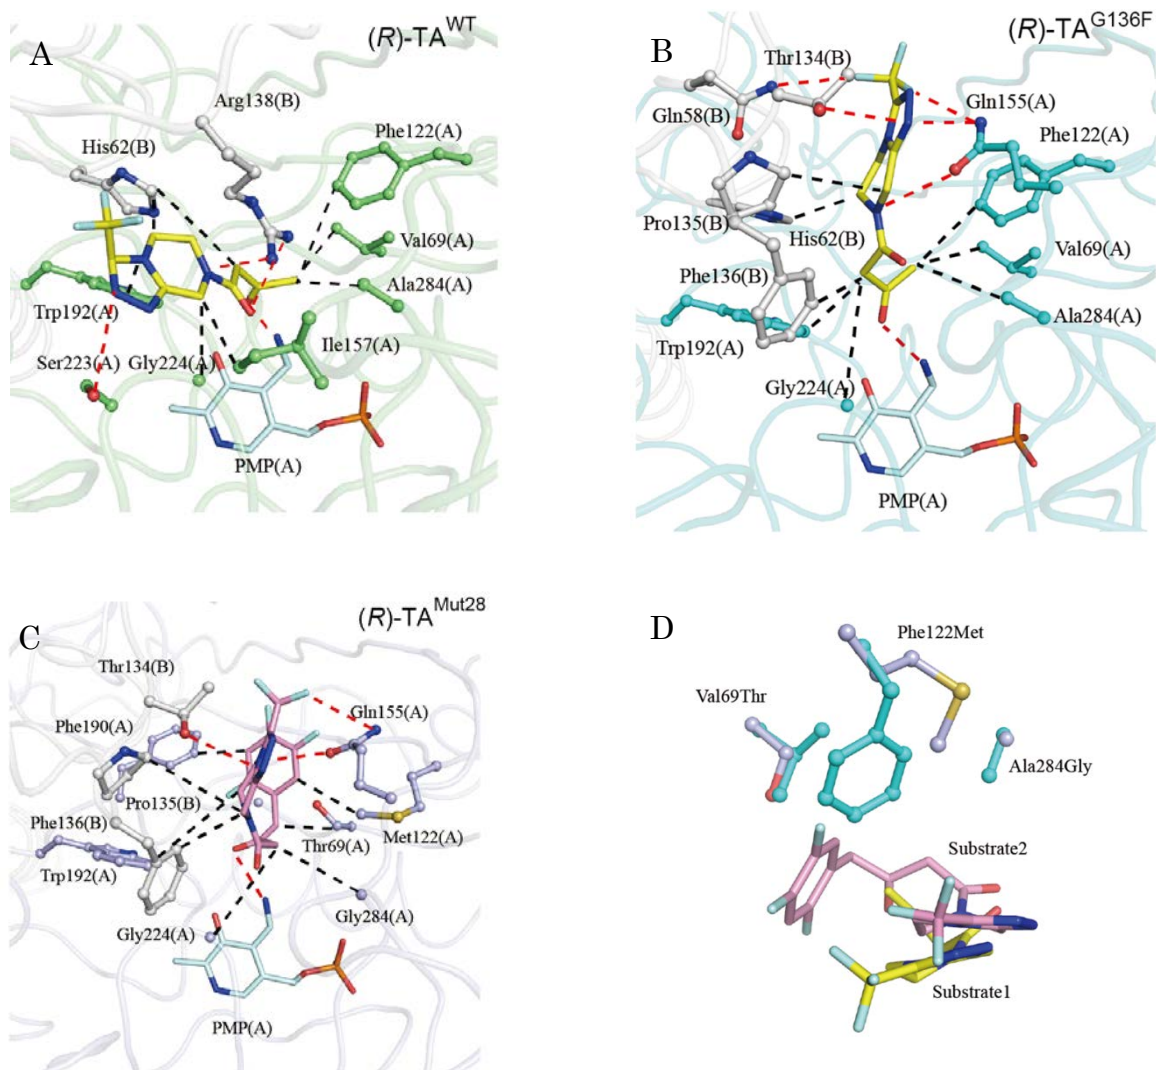 A
(R)-TA^WT
Arg138(B)
Phe122(A)
His62(B)
Val69(A)
Trp192(A)
Ala284(A)
Ser223(A)
Gly224(A)
Ile157(A)
PMP(A)
B
(R)-TA^G136F
Thr134(B)
Gln58(B)
Gln155(A)
Phe122(A)
Pro135(B)
His62(B)
Val69(A)
Phe136(B)
Ala284(A)
Trp192(A)
Gly224(A)
PMP(A)
C
(R)-TA^Mut28
Thr134(B)
Phe190(A)
Gln155(A)
Pro135(B)
Phe136(B)
Thr69(A)
Met122(A)
Trp192(A)
Gly284(A)
Gly224(A)
PMP(A)
D
Phe122Met
Val69Thr
Ala284Gly
Substrate2
Substrate1